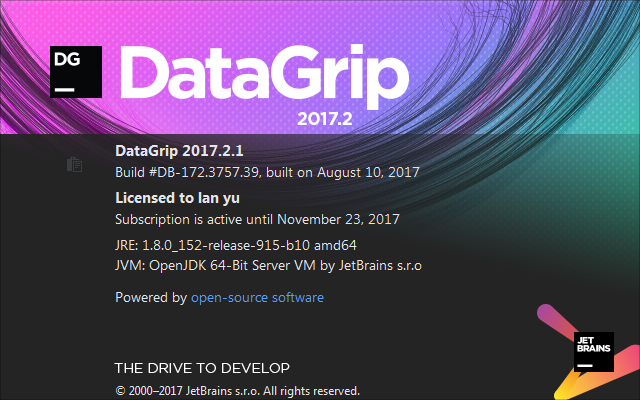 DG
DataGrip
2017.2
DataGrip 2017.2.1
Build #DB-172.3757.39, built on August 10, 2017
Licensed to lan yu
Subscription is active until November 23, 2017
JRE: 1.8.0_152-release-915-b10 amd64
JVM: OpenJDK 64-Bit Server VM by JetBrains s.r.o
Powered by open-source software
JET
BRAINS
THE DRIVE TO DEVELOP
© 2000–2017 JetBrains s.r.o. All rights reserved.